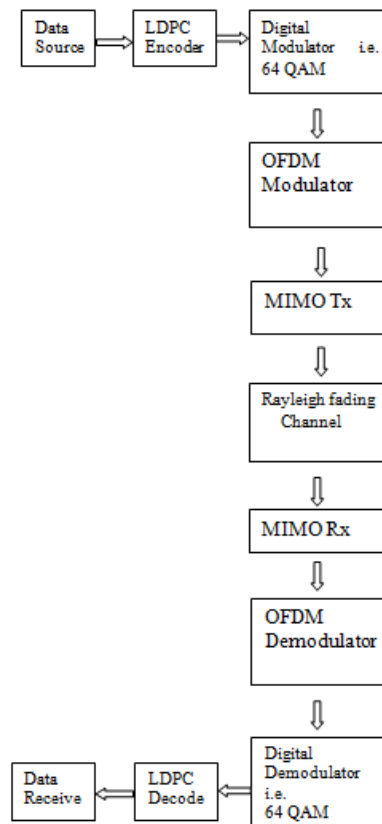 Data
Source
LDPC
Encoder
Digital
Modulator i.e.
64 QAM
OFDM
Modulator
MIMO Tx
Rayleigh fading
Channel
MIMO Rx
OFDM
Demodulator
Digital
Demodulator
i.e.
64 QAM
LDPC
Decode
Data
Receive